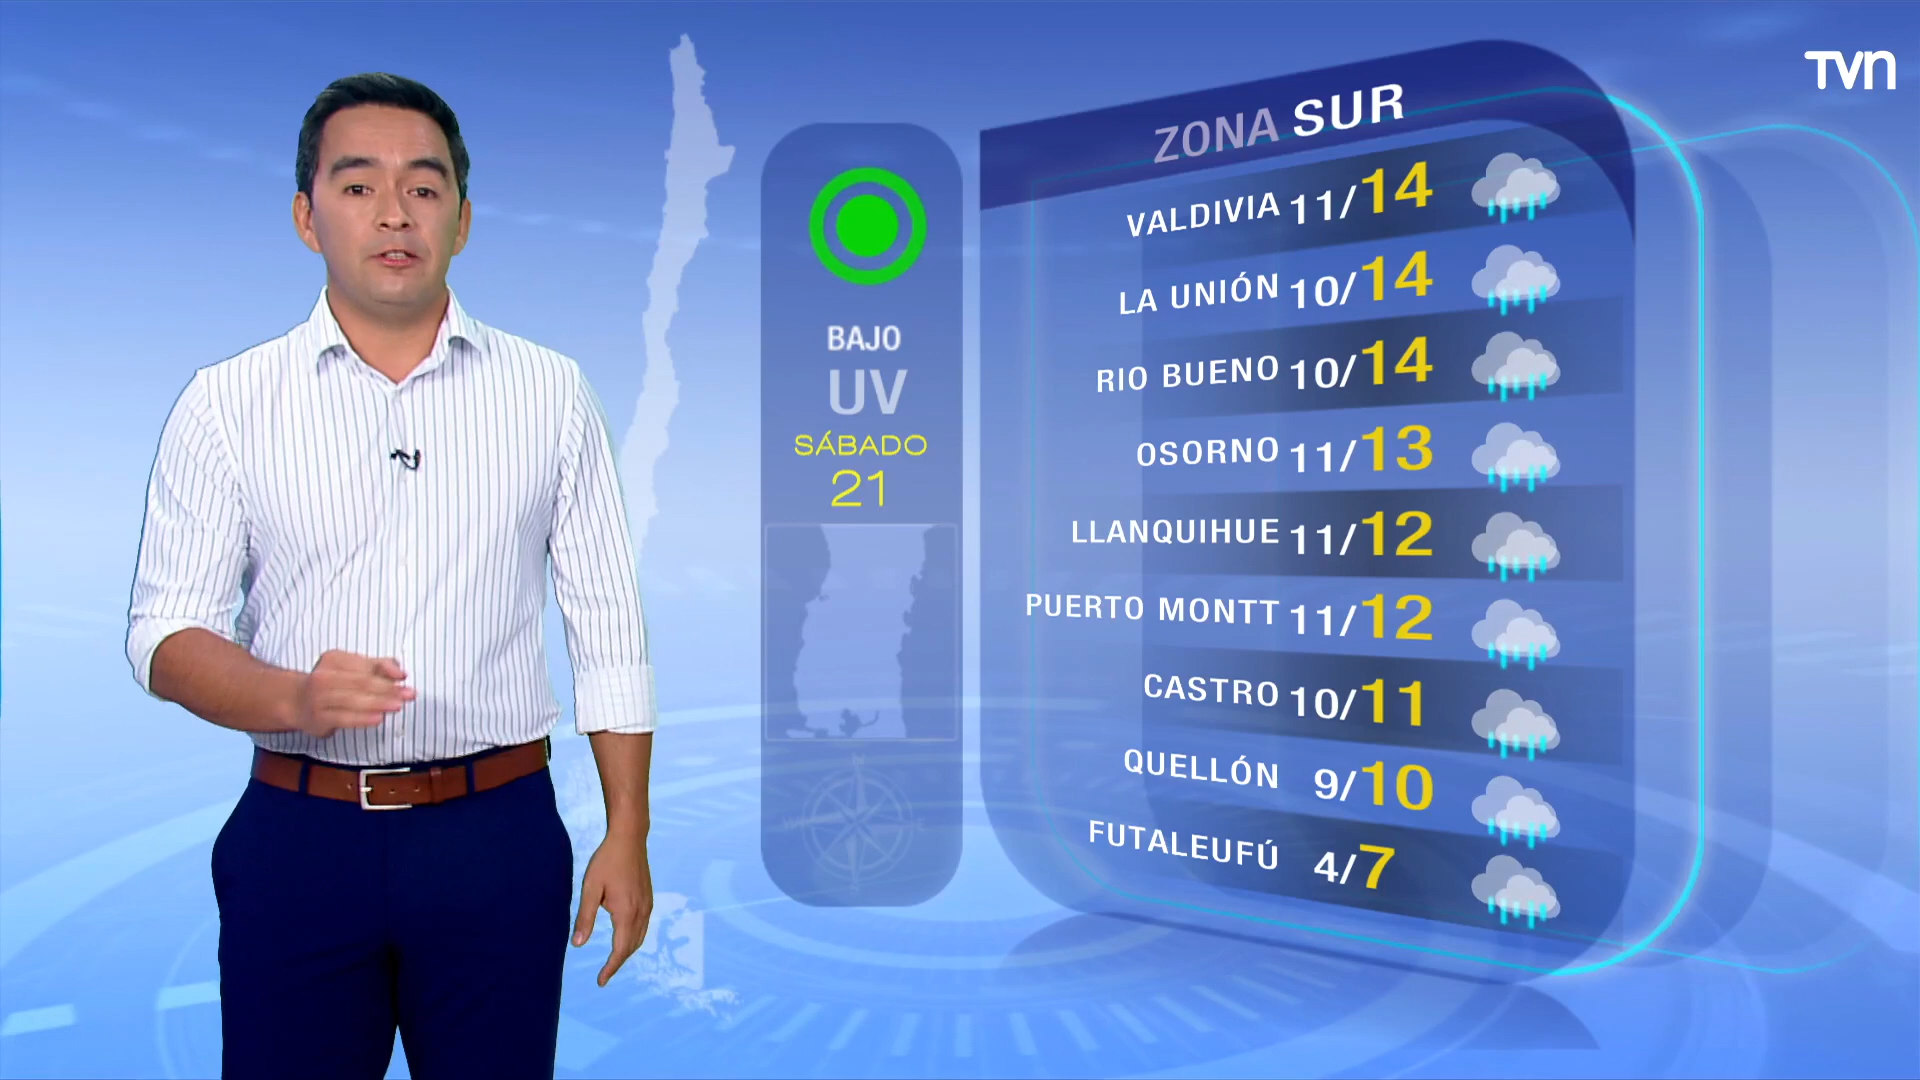 TVN
ZONA SUR
BAJO
UV
SÁBADO
21
VALDIVIA 11/14
LA UNIÓN 10/14
RIO BUENO 10/14
OSORNO 11/13
LLANQUIHUE 11/12
PUERTO MONTT 11/12
CASTRO 10/11
QUELLÓN 9/10
FUTALEUFÚ 4/7